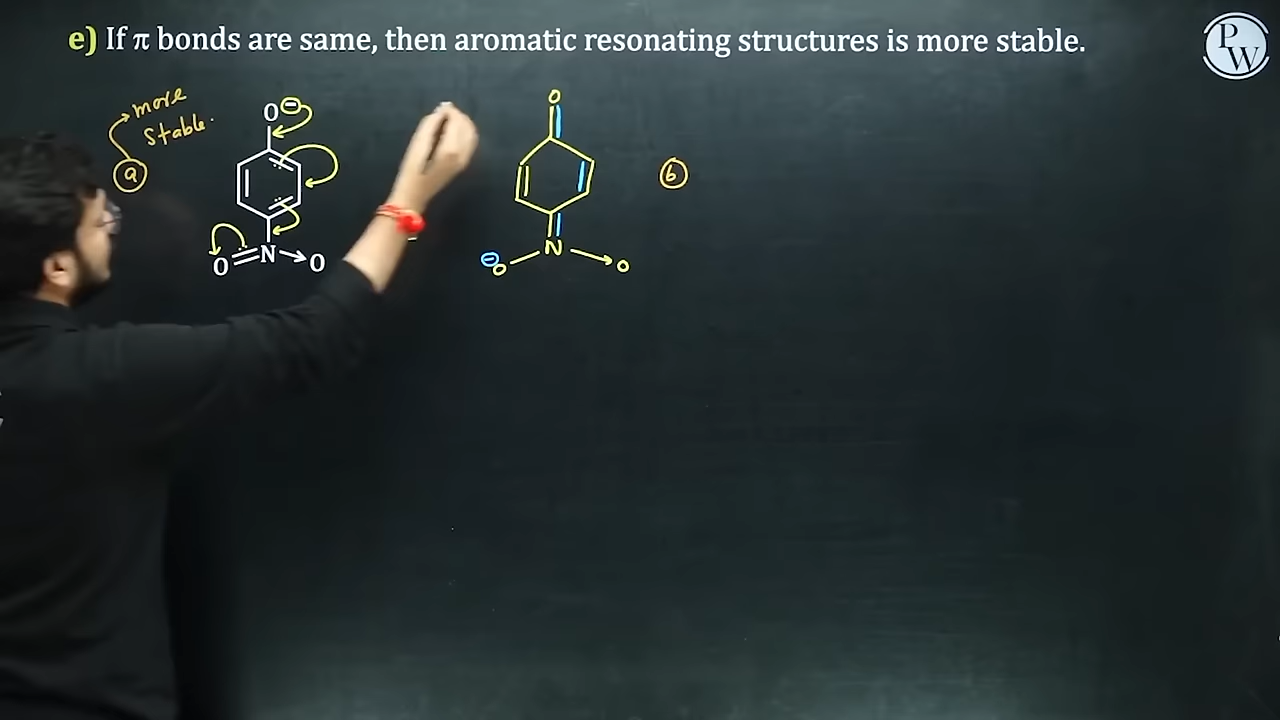 e) If π bonds are same, then aromatic resonating structures is more stable.
PW
more
stable.
a
O⊖
O
N
O
O
b
⊖O
N
O